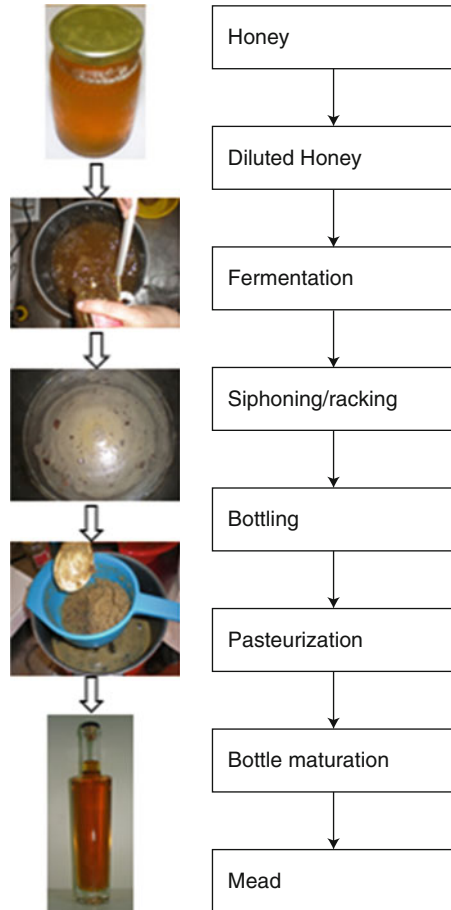 Honey
Diluted Honey
Fermentation
Siphoning/racking
Bottling
Pasteurization
Bottle maturation
Mead